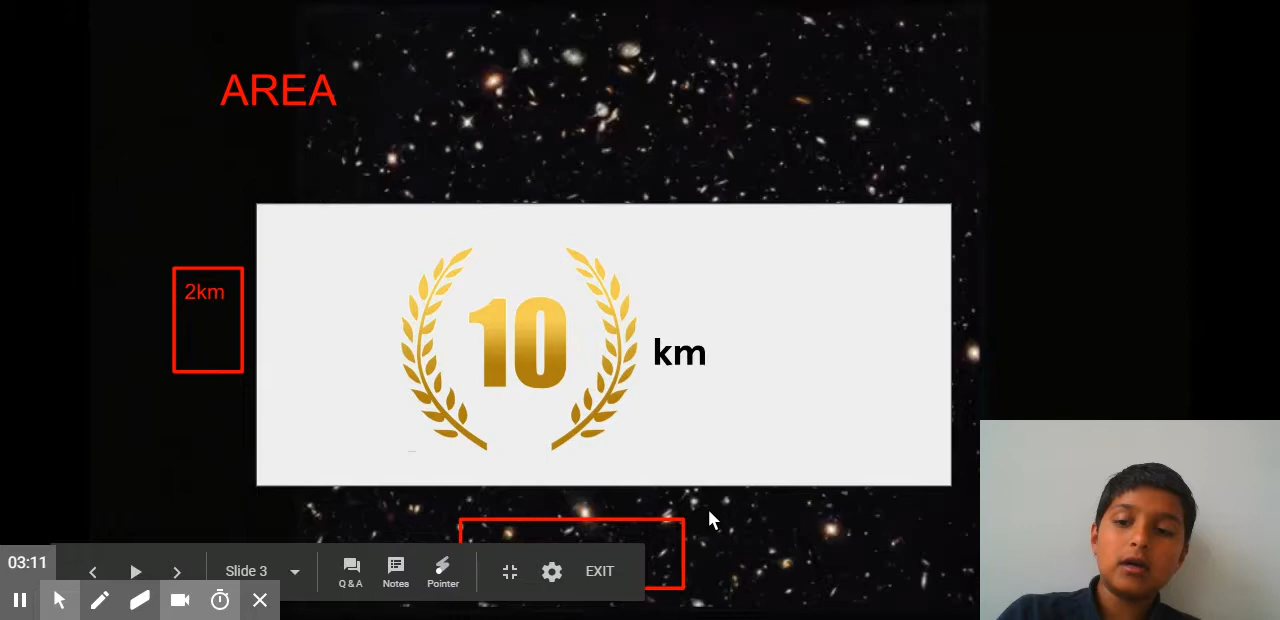 AREA
2km
10
km
03:11
Slide 3
Q & A
Notes
Pointer
EXIT